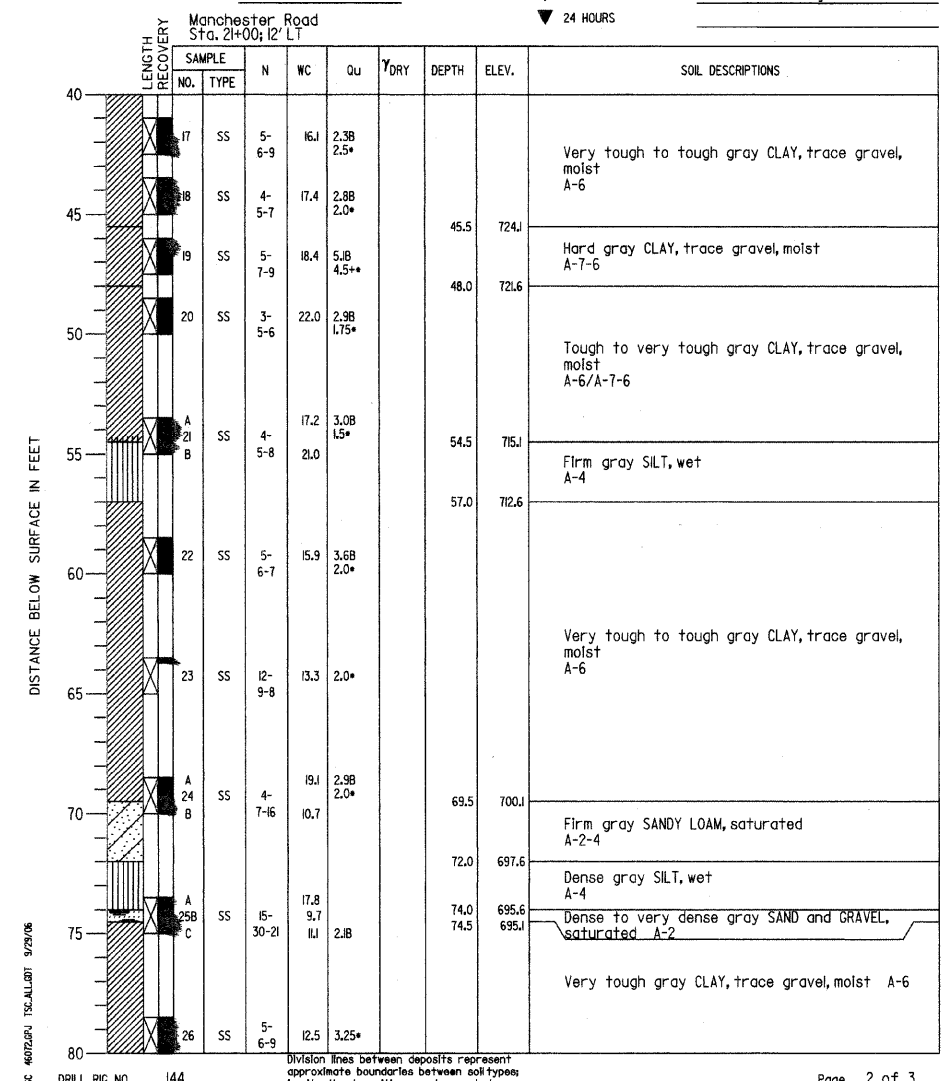 Manchester Road
Sta. 21+00; 12' LT
▼ 24 HOURS
LENGTH RECOVERY SAMPLE NO. TYPE N WC Qu γDRY DEPTH ELEV. SOIL DESCRIPTIONS
DISTANCE BELOW SURFACE IN FEET
40
17 SS 5- 16.1 2.3B
6-9 2.5*
Very tough to tough gray CLAY, trace gravel,
moist
A-6
18 SS 4- 17.4 2.8B
45 5-7 2.0*
45.5 724.1
19 SS 5- 18.4 5.1B
7-9 4.5+*
Hard gray CLAY, trace gravel, moist
A-7-6
48.0 721.6
20 SS 3- 22.0 2.9B
50 5-6 1.75*
Tough to very tough gray CLAY, trace gravel,
moist
A-6/A-7-6
A 17.2 3.0B
21 SS 4- 1.5*
54.5 715.1
55 B 5-8 21.0
Firm gray SILT, wet
A-4
57.0 712.6
22 SS 5- 15.9 3.6B
60 6-7 2.0*
Very tough to tough gray CLAY, trace gravel,
moist
A-6
23 SS 12- 13.3 2.0*
65 9-8
A 19.1 2.9B
24 SS 4- 2.0*
69.5 700.1
70 B 7-16 10.7
Firm gray SANDY LOAM, saturated
A-2-4
72.0 697.6
Dense gray SILT, wet
A-4
A 17.8
74.0 695.6
25B SS 15- 9.7
74.5 695.1
Dense to very dense gray SAND and GRAVEL,
saturated A-2
75 C 30-21 11.1 2.1B
Very tough gray CLAY, trace gravel, moist A-6
26 SS 5- 12.5 3.25*
6-9
80
Division lines between deposits represent
approximate boundaries between soil types;
46072.GPJ TSC.ALL.GDT 9/29/06
DRILL RIG NO. 144
Page 2 of 3